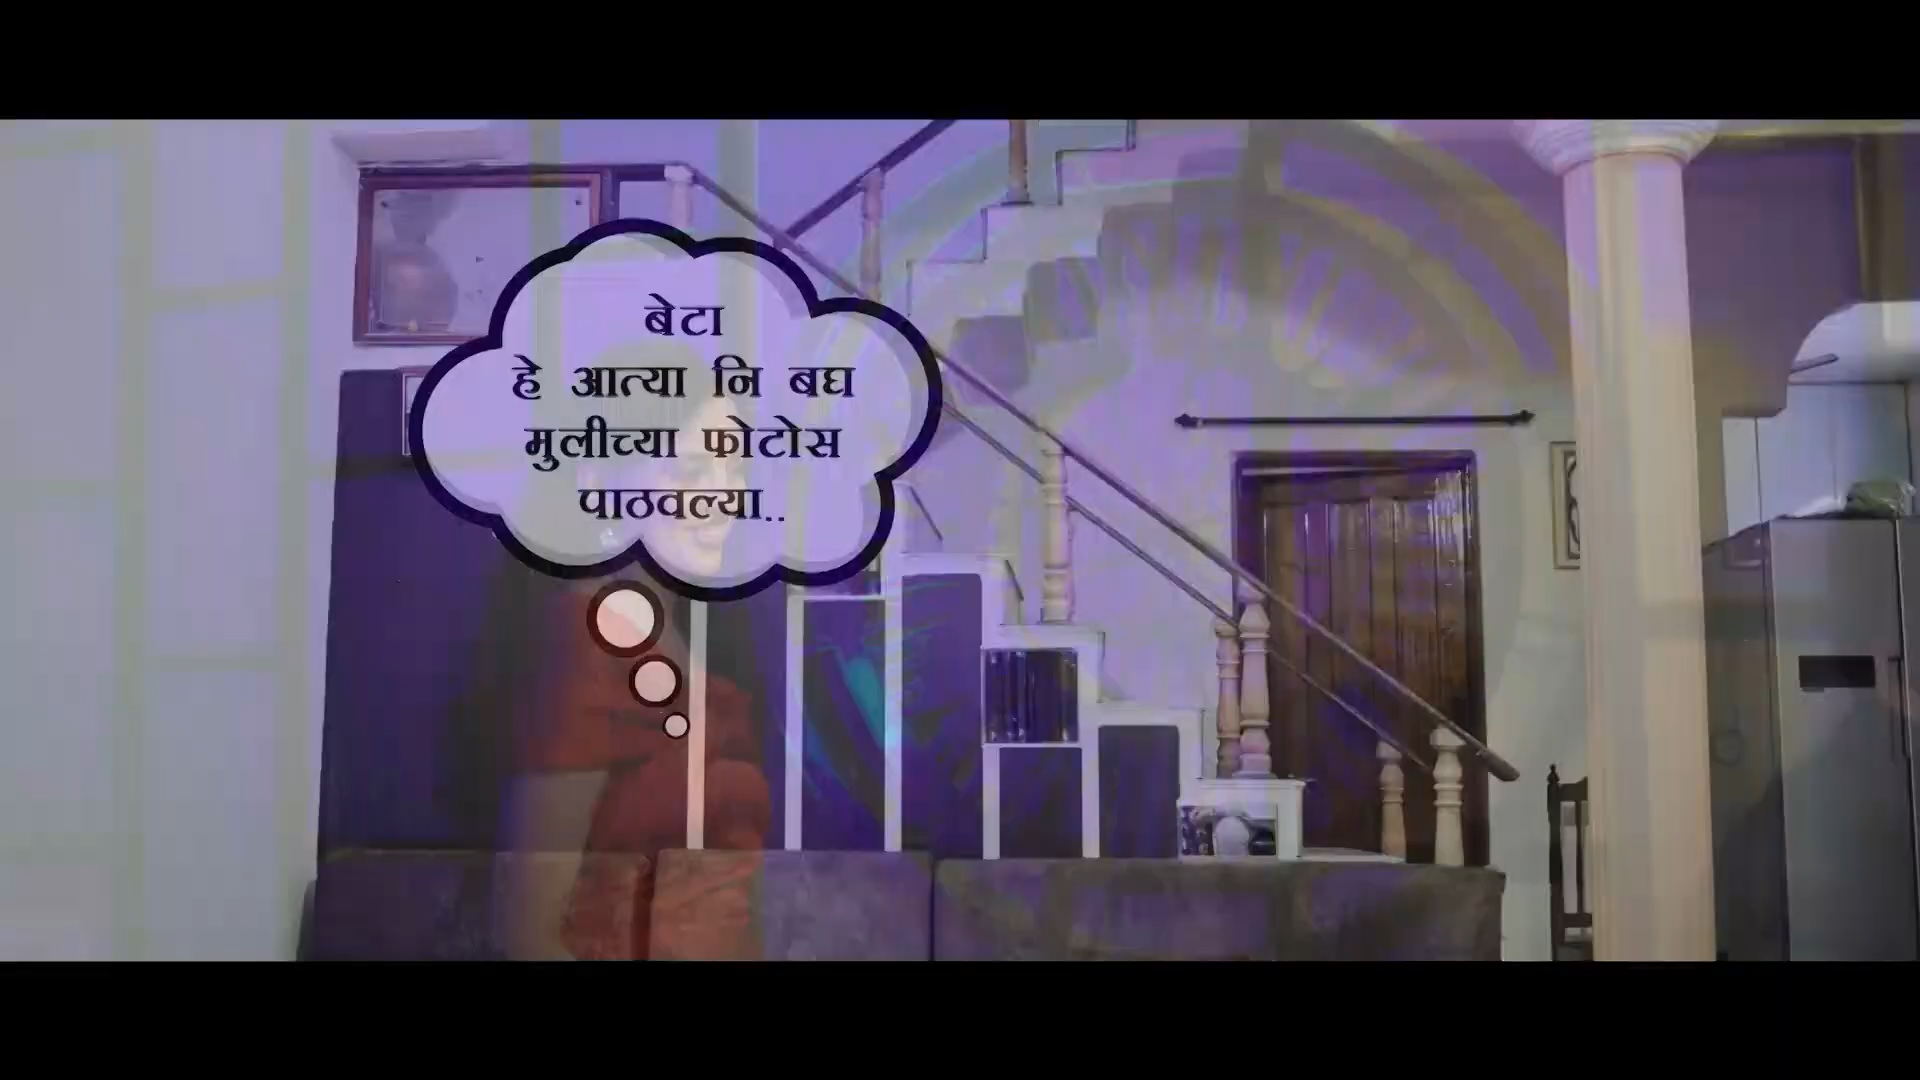 बेटा
हे आत्या नि बघ
मुलीच्या फोटोस
पाठवल्या..